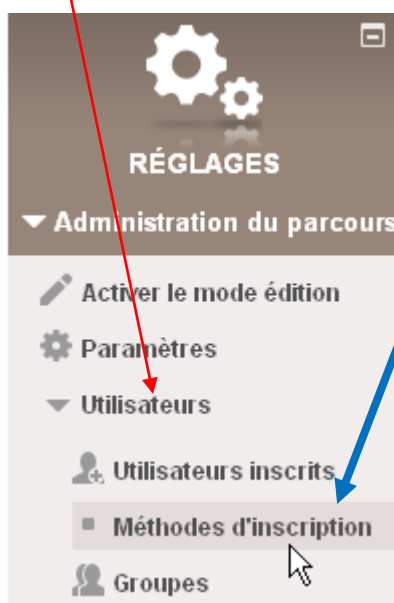 RÉGLAGES
Administration du parcours
Activer le mode édition
Paramètres
Utilisateurs
Utilisateurs inscrits
Méthodes d'inscription
Groupes